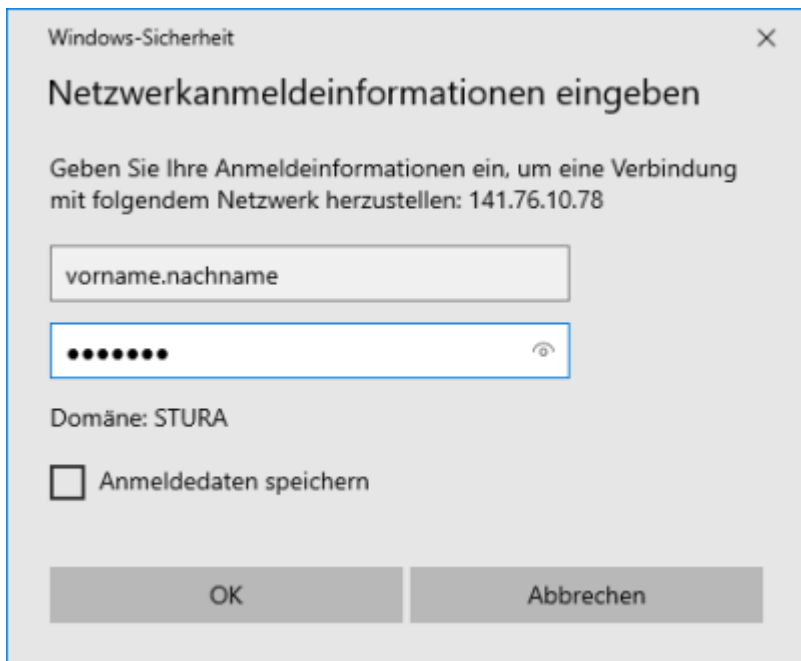 Windows-Sicherheit
Netzwerkanmeldeinformationen eingeben
Geben Sie Ihre Anmeldeinformationen ein, um eine Verbindung
mit folgendem Netzwerk herzustellen: 141.76.10.78
vorname.nachname
•••••••
Domäne: STURA
Anmeldedaten speichern
OK
Abbrechen